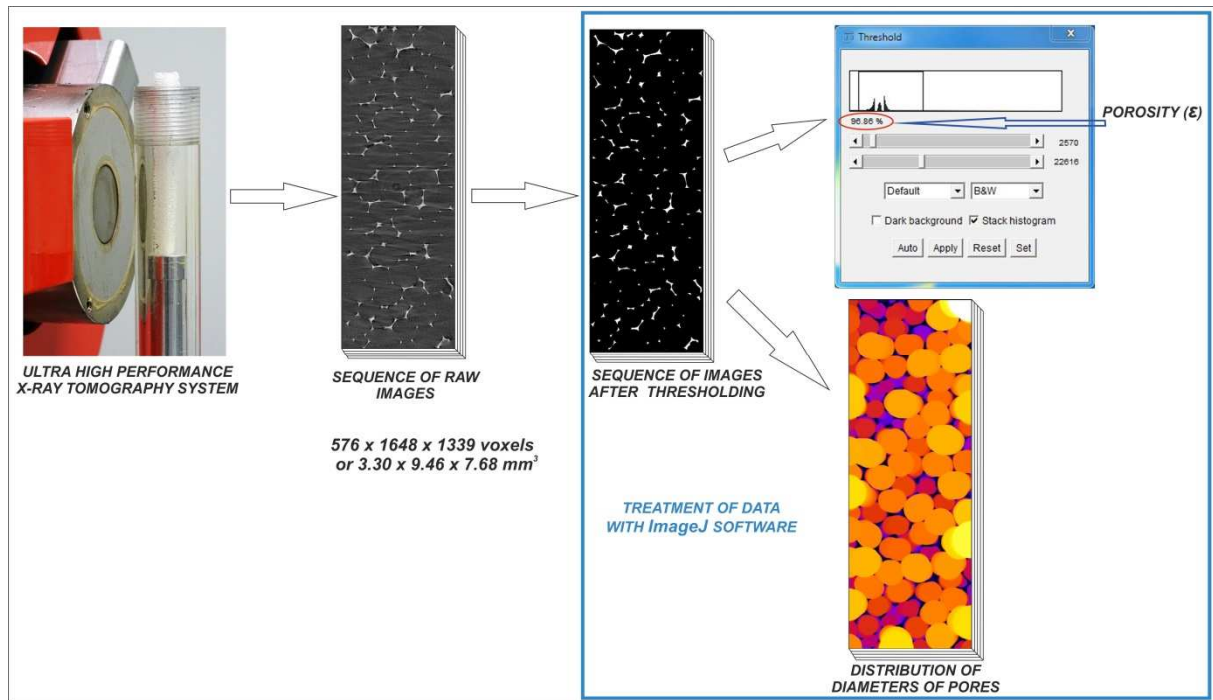 Threshold
X
96.86 %
POROSITY (ε)
2570
22616
Default
B&W
Dark background
Stack histogram
Auto
Apply
Reset
Set
ULTRA HIGH PERFORMANCE
X-RAY TOMOGRAPHY SYSTEM
SEQUENCE OF RAW
IMAGES
576 x 1648 x 1339 voxels
or 3.30 x 9.46 x 7.68 mm³
SEQUENCE OF IMAGES
AFTER THRESHOLDING
TREATMENT OF DATA
WITH ImageJ SOFTWARE
DISTRIBUTION OF
DIAMETERS OF PORES